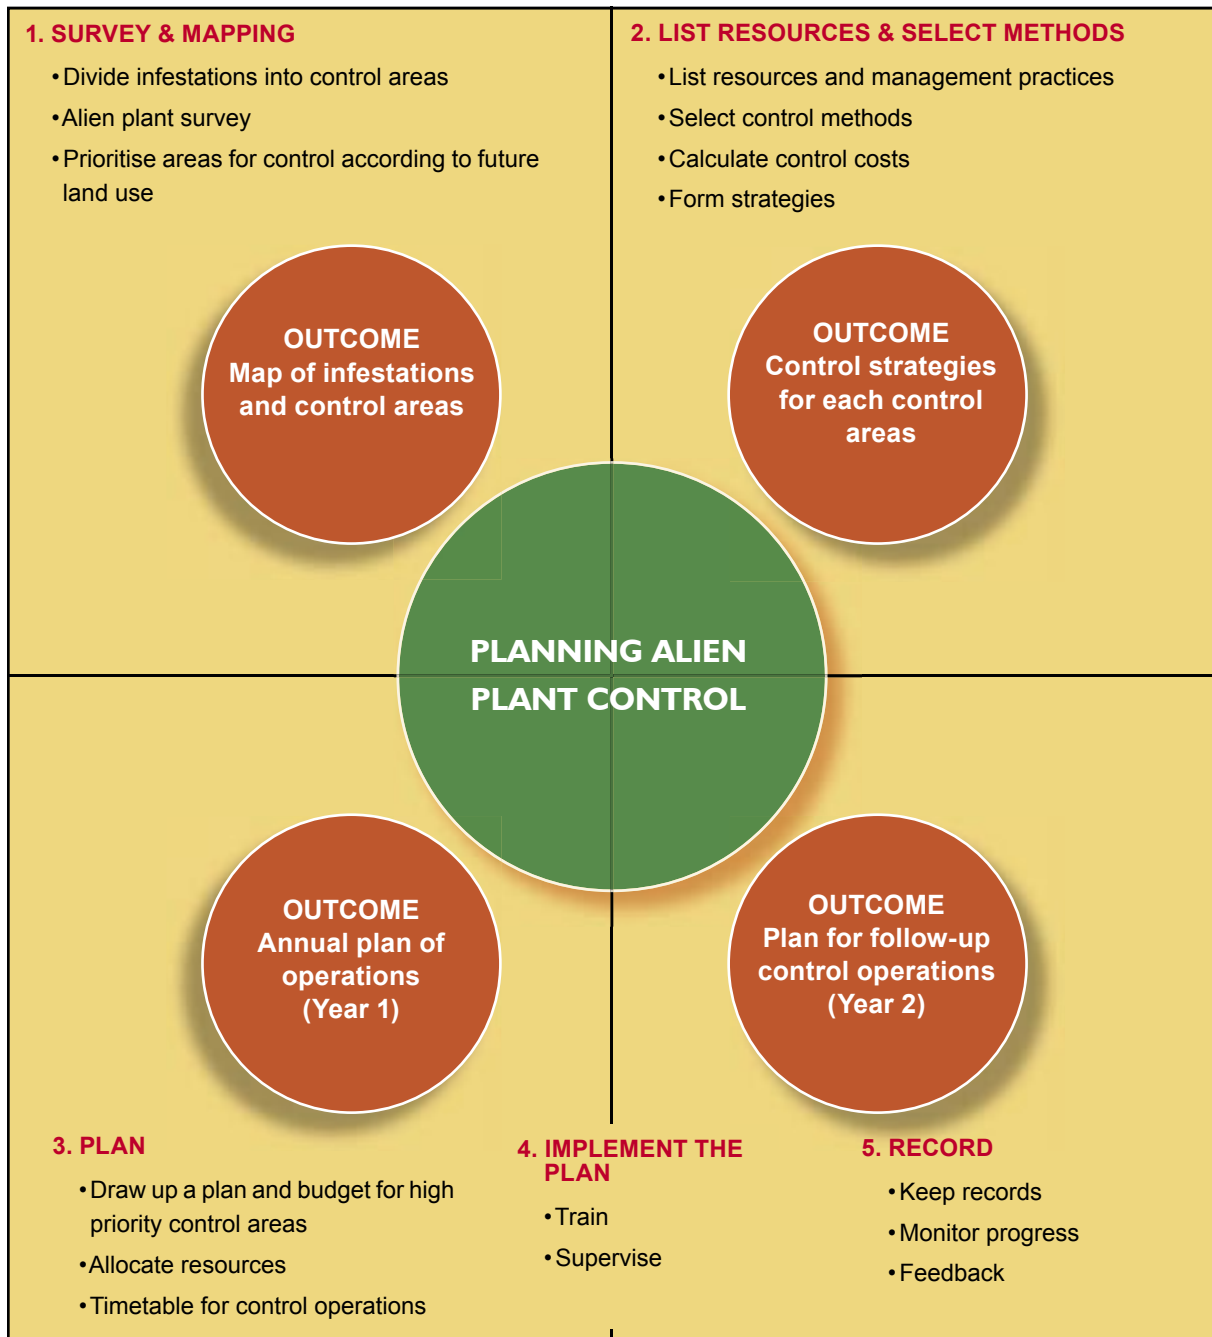 1. SURVEY & MAPPING
•Divide infestations into control areas
•Alien plant survey
•Prioritise areas for control according to future
land use
OUTCOME
Map of infestations
and control areas
2. LIST RESOURCES & SELECT METHODS
•List resources and management practices
•Select control methods
•Calculate control costs
•Form strategies
OUTCOME
Control strategies
for each control
areas
PLANNING ALIEN
PLANT CONTROL
OUTCOME
Annual plan of
operations
(Year 1)
3. PLAN
•Draw up a plan and budget for high
priority control areas
•Allocate resources
•Timetable for control operations
4. IMPLEMENT THE
PLAN
•Train
•Supervise
OUTCOME
Plan for follow-up
control operations
(Year 2)
5. RECORD
•Keep records
•Monitor progress
•Feedback